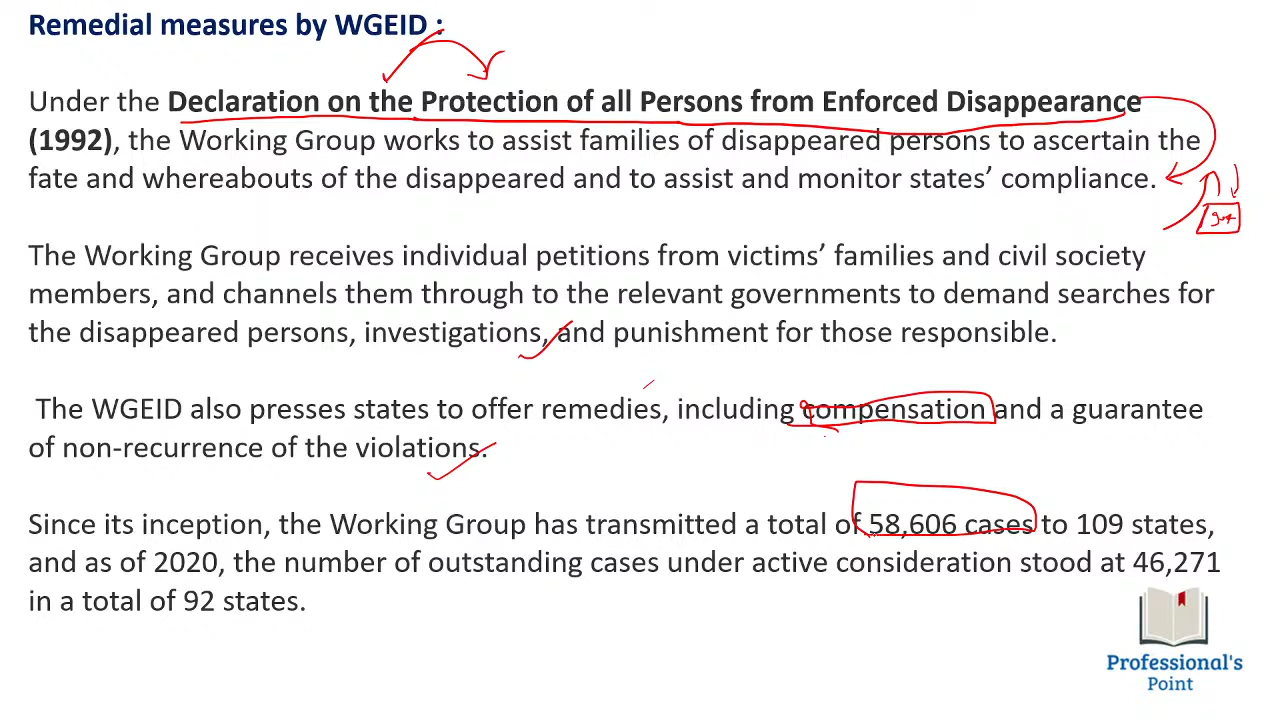 Remedial measures by WGEID :
Under the Declaration on the Protection of all Persons from Enforced Disappearance
(1992), the Working Group works to assist families of disappeared persons to ascertain the
fate and whereabouts of the disappeared and to assist and monitor states’ compliance.
The Working Group receives individual petitions from victims’ families and civil society
members, and channels them through to the relevant governments to demand searches for
the disappeared persons, investigations, and punishment for those responsible.
The WGEID also presses states to offer remedies, including compensation and a guarantee
of non-recurrence of the violations.
Since its inception, the Working Group has transmitted a total of 58,606 cases to 109 states,
and as of 2020, the number of outstanding cases under active consideration stood at 46,271
in a total of 92 states.
Professional's
Point